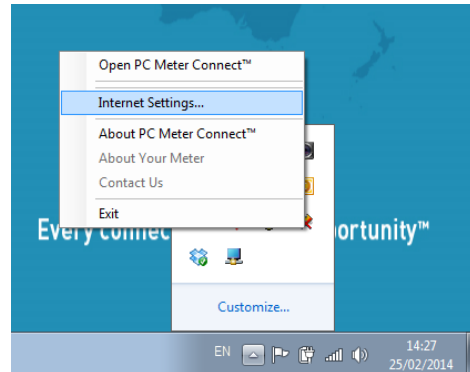 Open PC Meter Connect™
Internet Settings...
About PC Meter Connect™
About Your Meter
Contact Us
Exit
Every connec ortunity™
Customize...
EN 14:27
25/02/2014